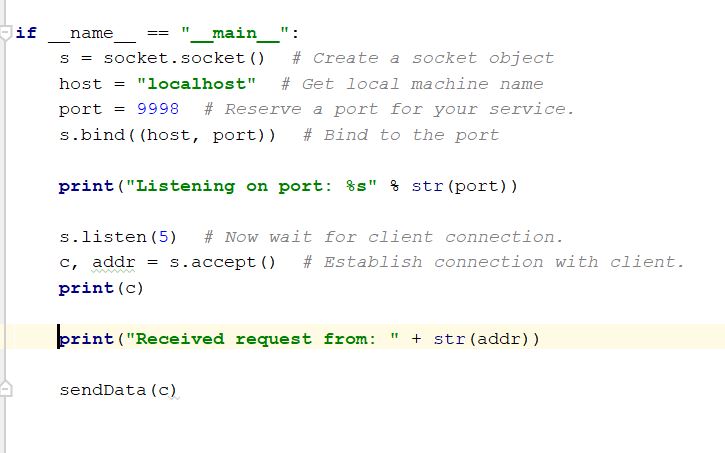 if __name__ == "__main__":
    s = socket.socket()  # Create a socket object
    host = "localhost"  # Get local machine name
    port = 9998  # Reserve a port for your service.
    s.bind((host, port))  # Bind to the port
    print("Listening on port: %s" % str(port))
    s.listen(5)  # Now wait for client connection.
    c, addr = s.accept()  # Establish connection with client.
    print(c)
    print("Received request from: " + str(addr))
    sendData(c)